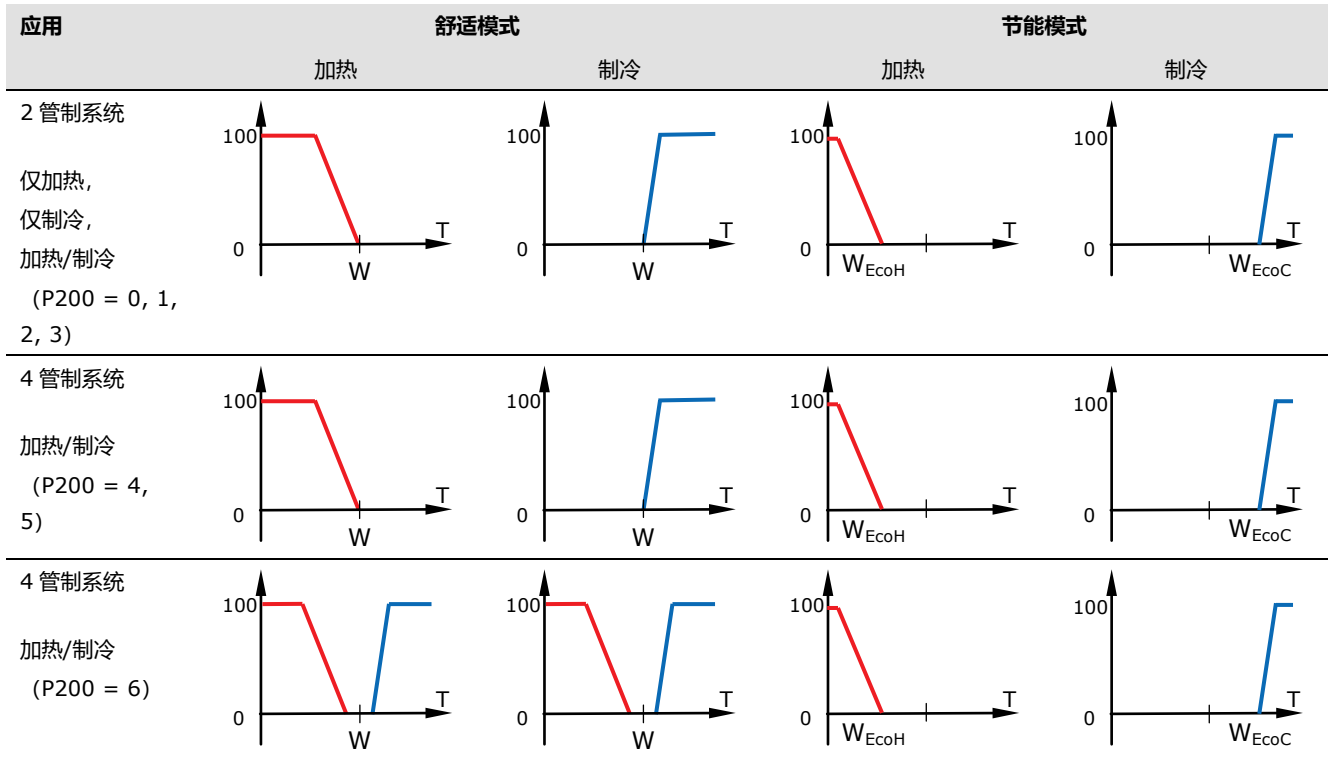 应用 舒适模式 节能模式
加热 制冷 加热 制冷
2 管制系统
100 100 100 100
仅加热,
仅制冷,
T T T T
0 0 0 0
加热/制冷
W W WEcoH WEcoC
（P200 = 0, 1,
2, 3)
4 管制系统
100 100 100 100
加热/制冷
（P200 = 4,
T T T T
5)
0 0 0 0
W W WEcoH WEcoC
4 管制系统
100 100 100 100
加热/制冷
（P200 = 6)
T T T T
0 0 0 0
W W WEcoH WEcoC